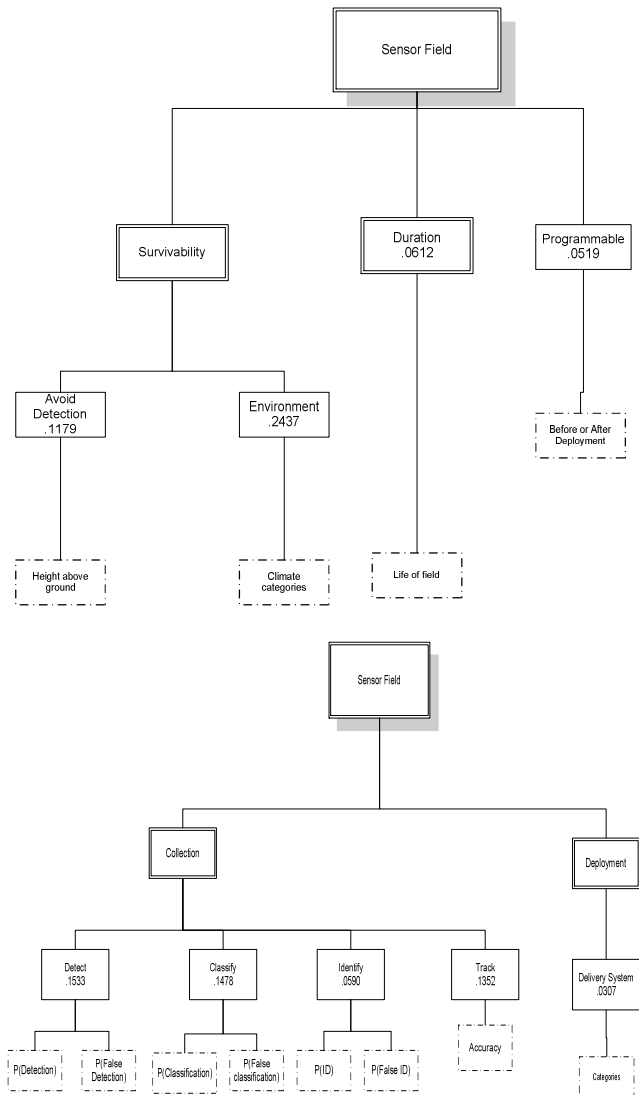 Sensor Field
Survivability
Duration
.0612
Programmable
.0519
Avoid
Detection
.1179
Environment
.2437
Before or After
Deployment
Height above
ground
Climate
categories
Life of field
Sensor Field
Collection
Deployment
Detect
.1533
Classify
.1478
Identify
.0590
Track
.1352
Delivery System
.0307
P(Detection)
P(False
Detection)
P(Classification)
P(False
classification)
P(ID)
P(False ID)
Accuracy
Categories